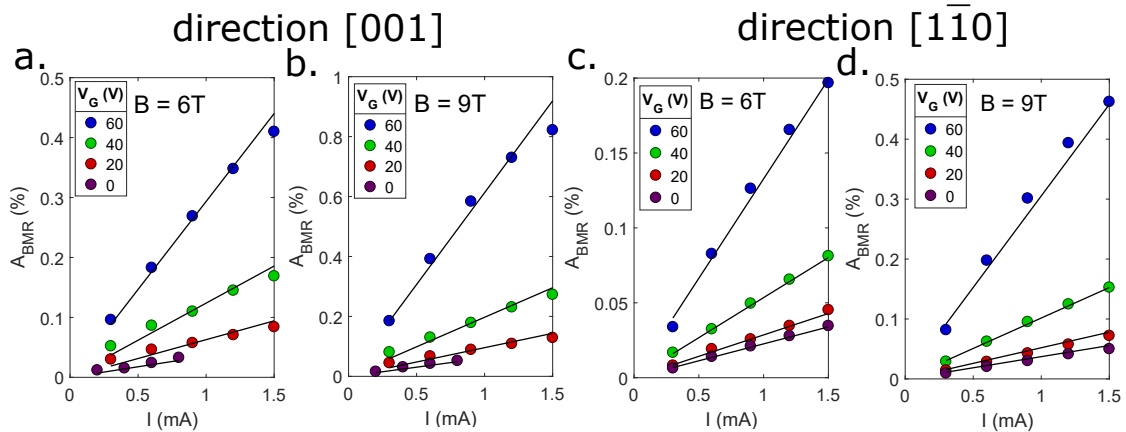 direction [001]
direction [1̅1̅0]
a.
V_G (V)
60
40
20
0
B = 6T
A_BMR (%)
0.5
0.4
0.3
0.2
0.1
0
0 0.5 1 1.5
I (mA)
b.
V_G (V)
60
40
20
0
B = 9T
A_BMR (%)
1
0.8
0.6
0.4
0.2
0
0 0.5 1 1.5
I (mA)
c.
V_G (V)
60
40
20
0
B = 6T
A_BMR (%)
0.2
0.15
0.1
0.05
0
0 0.5 1 1.5
I (mA)
d.
V_G (V)
60
40
20
0
B = 9T
A_BMR (%)
0.5
0.4
0.3
0.2
0.1
0
0 0.5 1 1.5
I (mA)